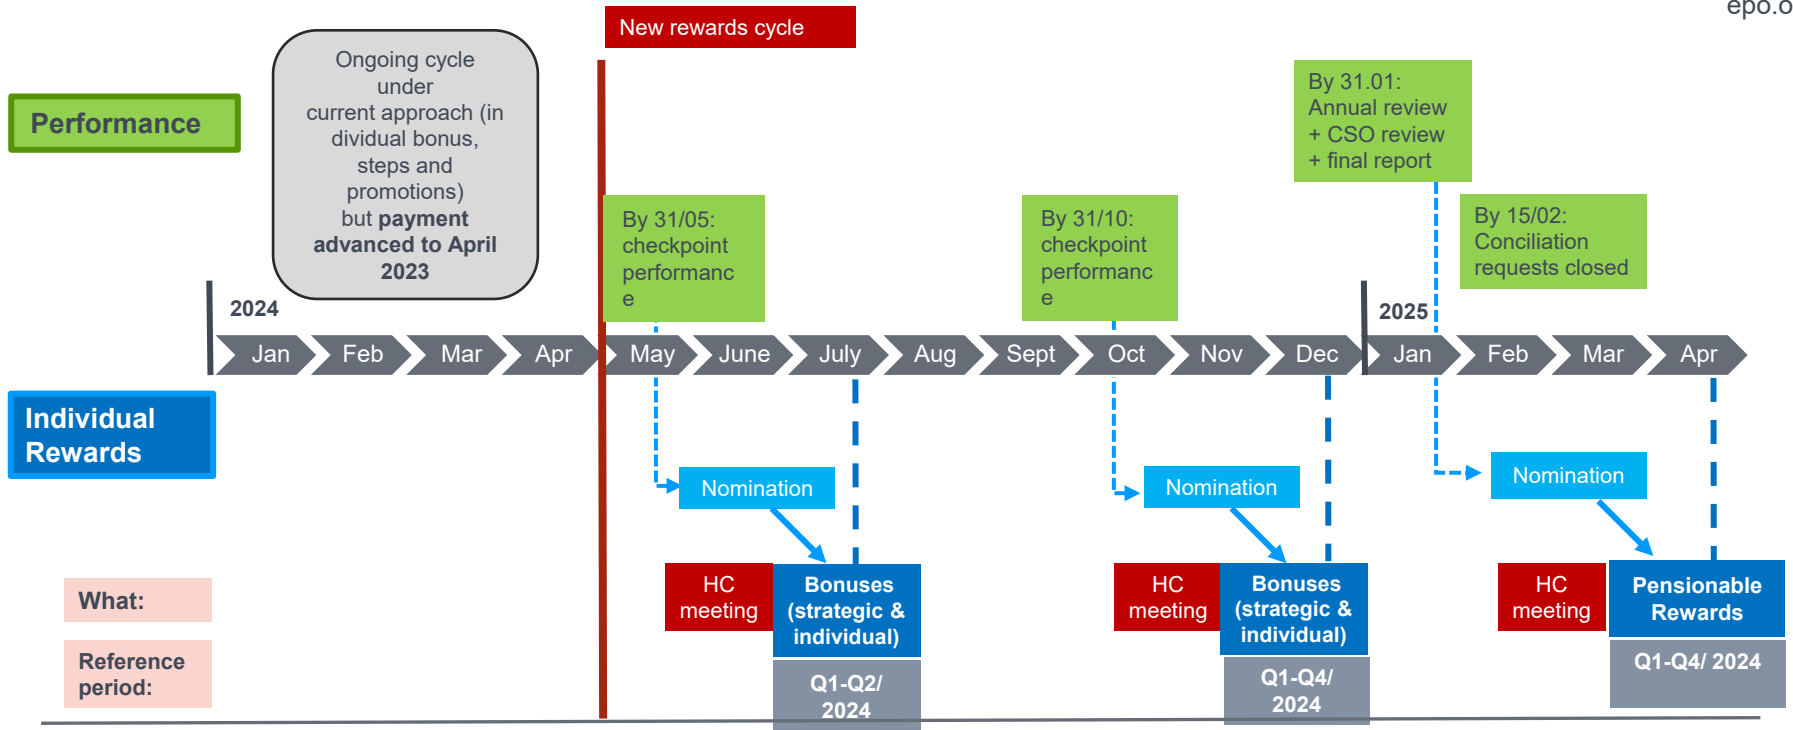 epo.o
New rewards cycle
Performance
Ongoing cycle
under
current approach (in
dividual bonus,
steps and
promotions)
but payment
advanced to April
2023
By 31.01:
Annual review
+ CSO review
+ final report
By 31/05:
checkpoint
performanc
e
By 31/10:
checkpoint
performanc
e
By 15/02:
Conciliation
requests closed
2024
2025
Jan Feb Mar Apr May June July Aug Sept Oct Nov Dec Jan Feb Mar Apr
Individual
Rewards
Nomination
Nomination
Nomination
What:
HC
meeting
Bonuses
(strategic &
individual)
HC
meeting
Bonuses
(strategic &
individual)
HC
meeting
Pensionable
Rewards
Reference
period:
Q1-Q2/
2024
Q1-Q4/
2024
Q1-Q4/ 2024